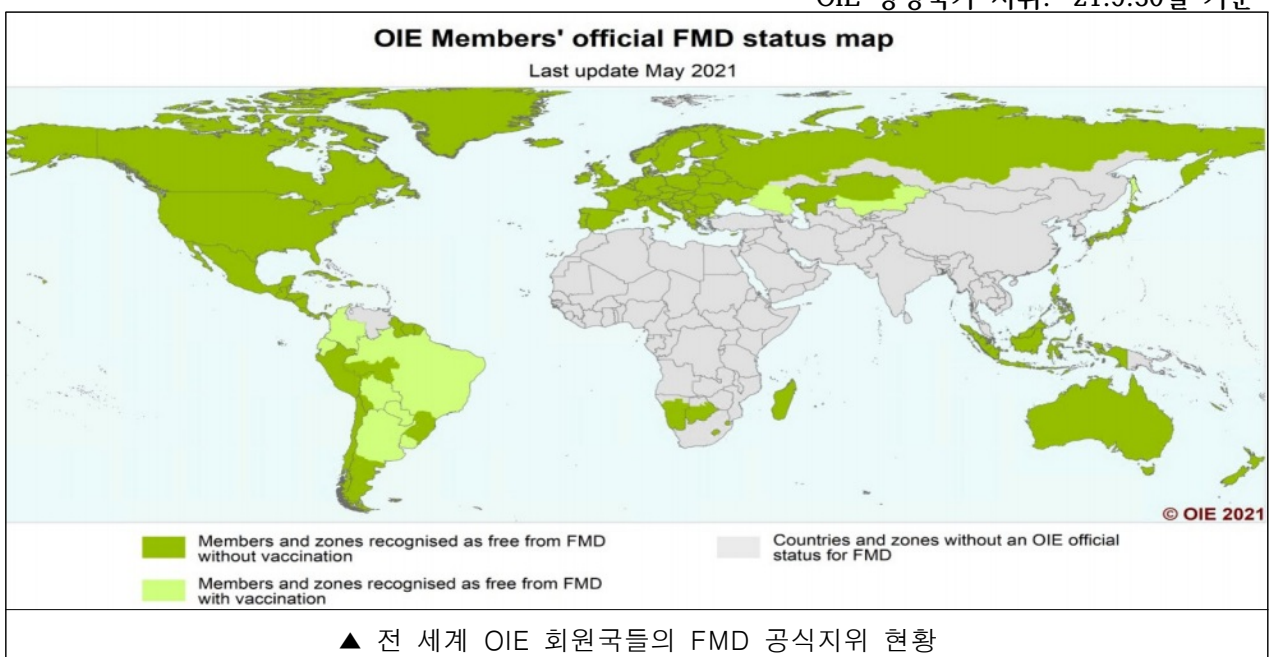 OIE Members' official FMD status map
Last update May 2021
© OIE 2021
Members and zones recognised as free from FMD
without vaccination
Members and zones recognised as free from FMD
with vaccination
Countries and zones without an OIE official
status for FMD
▲ 전 세계 OIE 회원국들의 FMD 공식지위 현황